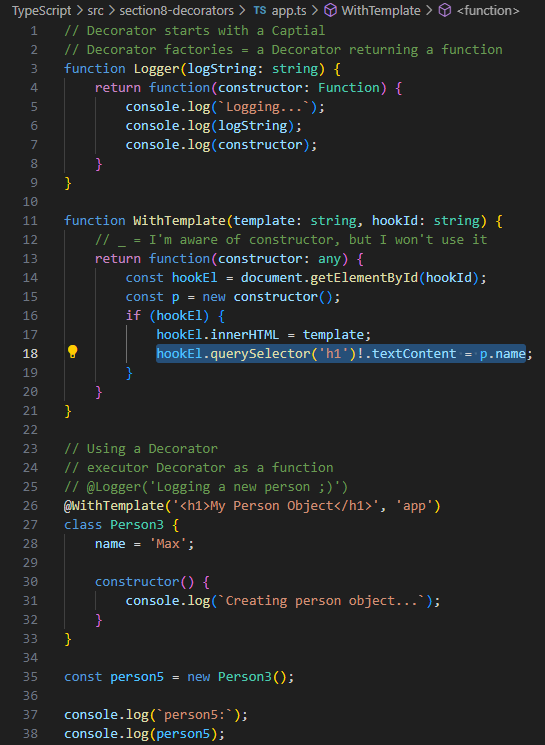 TypeScript > src > section8-decorators > TS app.ts > WithTemplate > <function>
1 // Decorator starts with a Captial
2 // Decorator factories = a Decorator returning a function
3 function Logger(logString: string) {
4 return function(constructor: Function) {
5 console.log(`Logging...`);
6 console.log(logString);
7 console.log(constructor);
8 }
9 }
10
11 function WithTemplate(template: string, hookId: string) {
12 // _ = I'm aware of constructor, but I won't use it
13 return function(constructor: any) {
14 const hookEl = document.getElementById(hookId);
15 const p = new constructor();
16 if (hookEl) {
17 hookEl.innerHTML = template;
18 hookEl.querySelector('h1')!.textContent = p.name;
19 }
20 }
21 }
22
23 // Using a Decorator
24 // executor Decorator as a function
25 // @Logger('Logging a new person ;)')
26 @WithTemplate('<h1>My Person Object</h1>', 'app')
27 class Person3 {
28 name = 'Max';
29
30 constructor() {
31 console.log(`Creating person object...`);
32 }
33 }
34
35 const person5 = new Person3();
36
37 console.log(`person5:`);
38 console.log(person5);